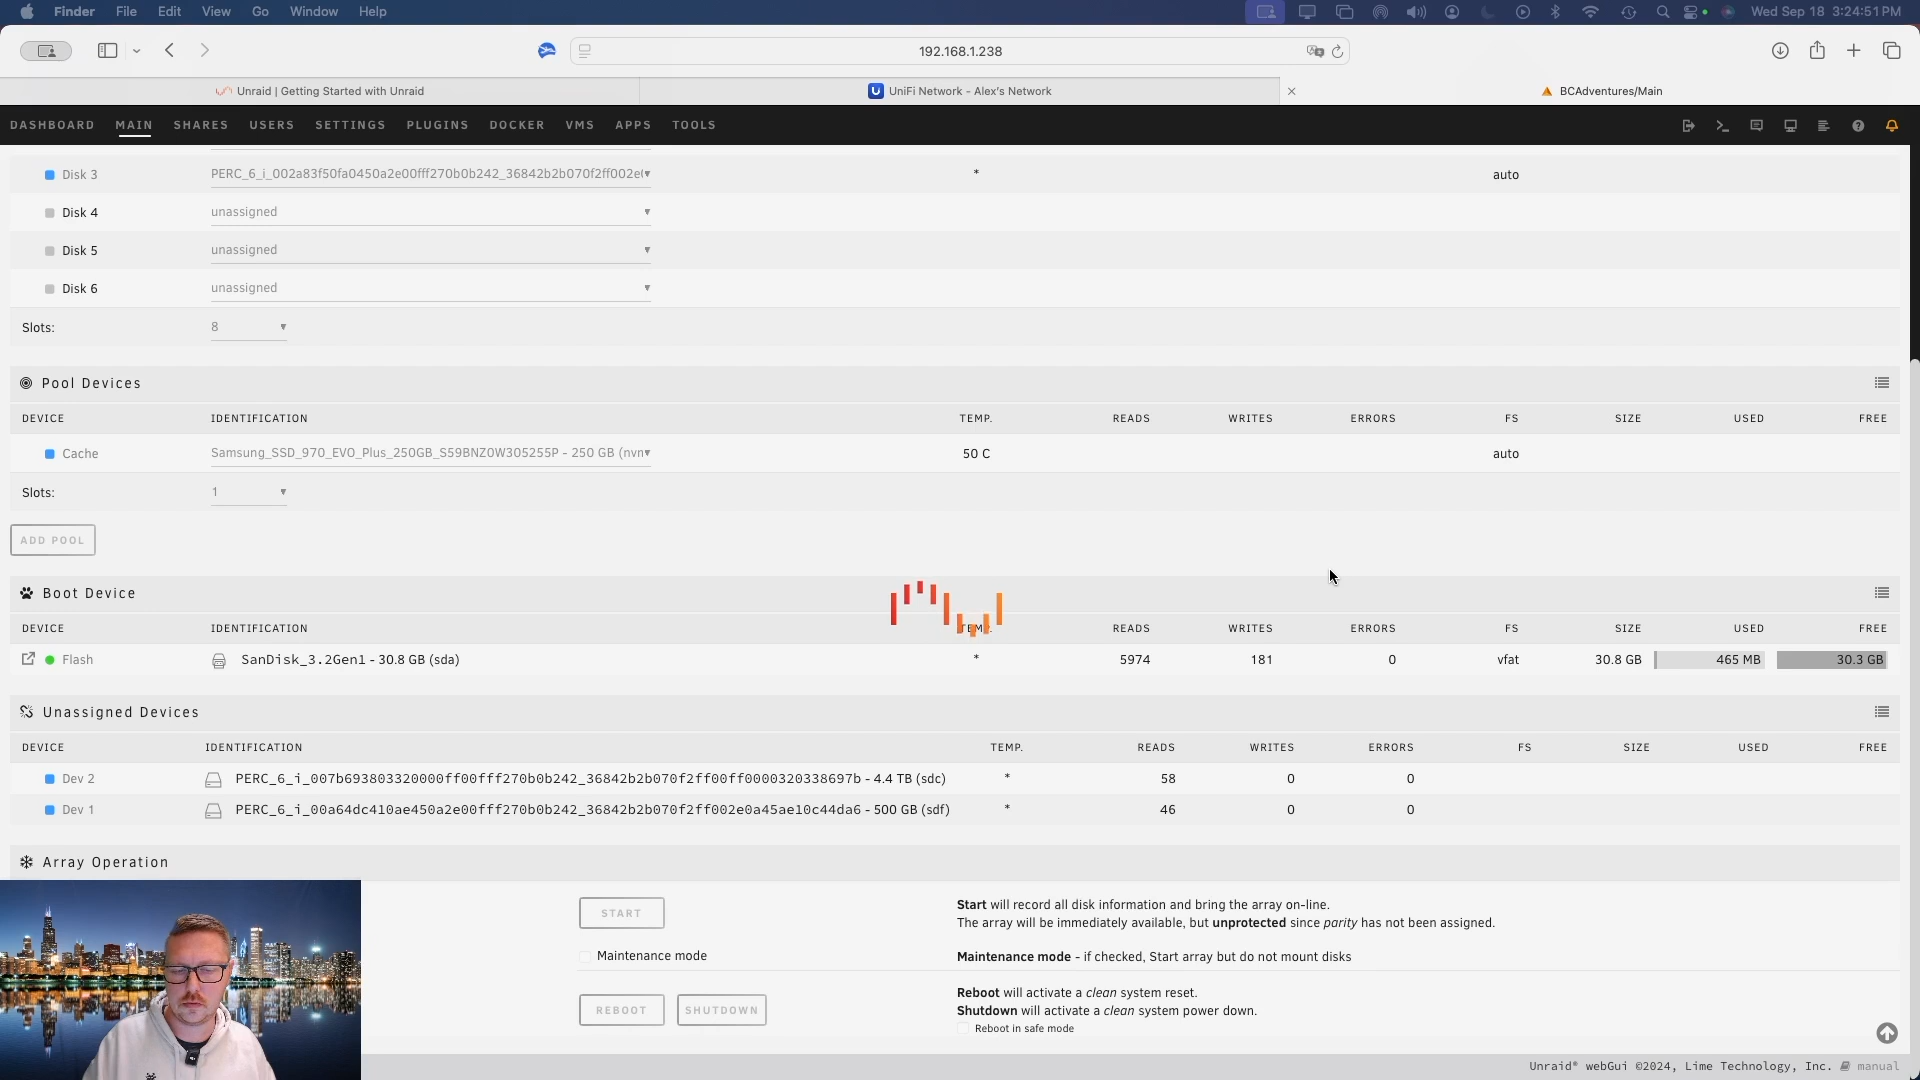 Finder File Edit View Go Window Help Wed Sep 18 3:24:51 PM
192.168.1.238
Unraid | Getting Started with Unraid UniFi Network - Alex's Network BCAdventures/Main
DASHBOARD MAIN SHARES USERS SETTINGS PLUGINS DOCKER VMS APPS TOOLS
Disk 3 PERC_6_i_002a83f50fa0450a2e00fff270b0b242_36842b2b070f2ff002e( * auto
Disk 4 unassigned
Disk 5 unassigned
Disk 6 unassigned
Slots: 8
Pool Devices
DEVICE IDENTIFICATION TEMP. READS WRITES ERRORS FS SIZE USED FREE
Cache Samsung_SSD_970_EVO_Plus_250GB_S59BNZ0W305255P - 250 GB (nvn 50 C auto
Slots: 1
ADD POOL
Boot Device
DEVICE IDENTIFICATION TEMP. READS WRITES ERRORS FS SIZE USED FREE
Flash SanDisk_3.2Gen1 - 30.8 GB (sda) * 5974 181 0 vfat 30.8 GB 465 MB 30.3 GB
Unassigned Devices
DEVICE IDENTIFICATION TEMP. READS WRITES ERRORS FS SIZE USED FREE
Dev 2 PERC_6_i_007b693803320000ff00fff270b0b242_36842b2b070f2ff00ff0000320338697b - 4.4 TB (sdc) * 58 0 0
Dev 1 PERC_6_i_00a64dc410ae450a2e00fff270b0b242_36842b2b070f2ff002e0a45ae10c44da6 - 500 GB (sdf) * 46 0 0
Array Operation
START Start will record all disk information and bring the array on-line.
The array will be immediately available, but unprotected since parity has not been assigned.
Maintenance mode Maintenance mode - if checked, Start array but do not mount disks
REBOOT SHUTDOWN Reboot will activate a clean system reset.
Shutdown will activate a clean system power down.
Reboot in safe mode
Unraid® webGui ©2024, Lime Technology, Inc. manual